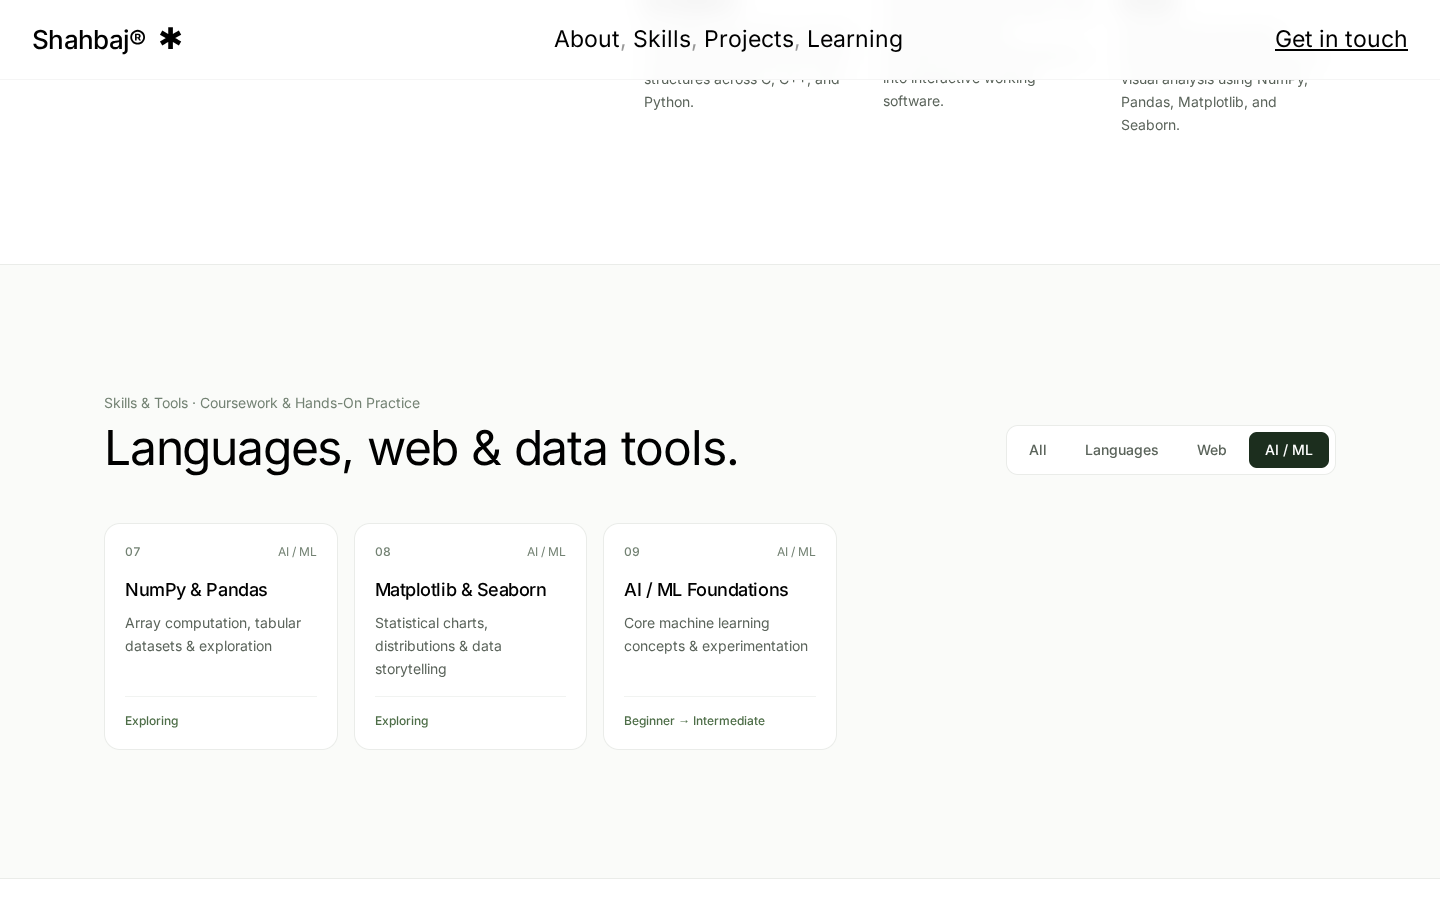 Shahbaj® ✱
About, Skills, Projects, Learning
Get in touch
structures across C, C++, and
Python.
into interactive working
software.
visual analysis using NumPy,
Pandas, Matplotlib, and
Seaborn.
Skills & Tools · Coursework & Hands-On Practice
Languages, web & data tools.
All
Languages
Web
AI / ML
07
AI / ML
NumPy & Pandas
Array computation, tabular
datasets & exploration
Exploring
08
AI / ML
Matplotlib & Seaborn
Statistical charts,
distributions & data
storytelling
Exploring
09
AI / ML
AI / ML Foundations
Core machine learning
concepts & experimentation
Beginner → Intermediate